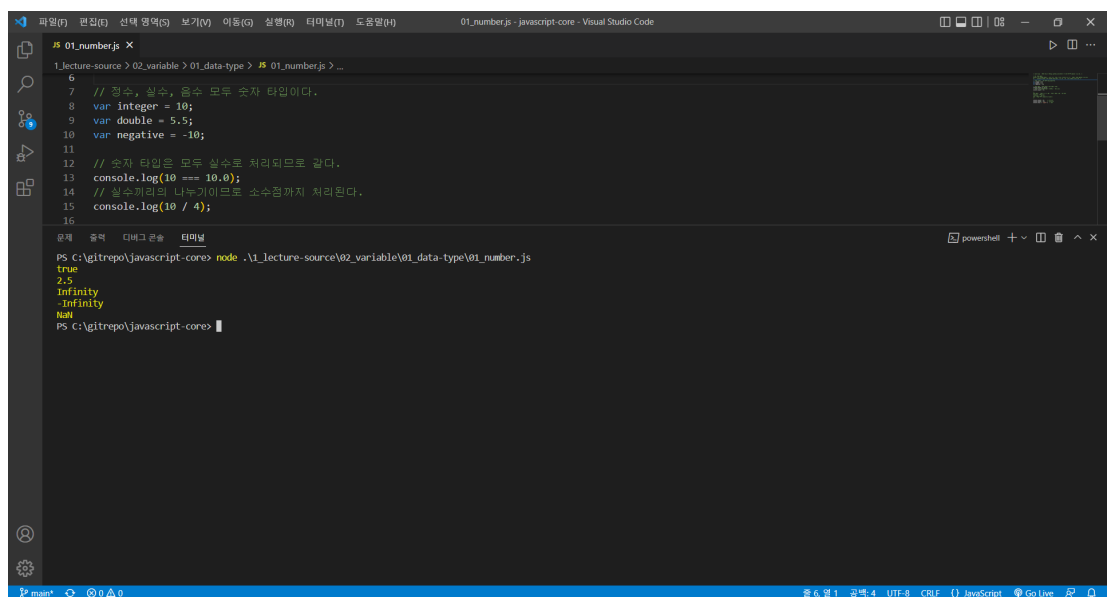 파일(F) 편집(E) 선택 영역(S) 보기(V) 이동(G) 실행(R) 터미널(T) 도움말(H) 01_number.js - javascript-core - Visual Studio Code
JS 01_number.js
1_lecture-source > 02_variable > 01_data-type > JS 01_number.js > ...
6
7 // 정수, 실수, 음수 모두 숫자 타입이다.
8 var integer = 10;
9 var double = 5.5;
10 var negative = -10;
11
12 // 숫자 타입은 모두 실수로 처리되므로 같다.
13 console.log(10 === 10.0);
14 // 실수끼리의 나누기이므로 소수점까지 처리된다.
15 console.log(10 / 4);
16
문제 출력 디버그 콘솔 터미널 powershell
PS C:\gitrepo\javascript-core> node .\1_lecture-source\02_variable\01_data-type\01_number.js
true
2.5
Infinity
-Infinity
NaN
PS C:\gitrepo\javascript-core>
9
main* 0 0 줄 6, 열 1 공백: 4 UTF-8 CRLF {} JavaScript Go Live